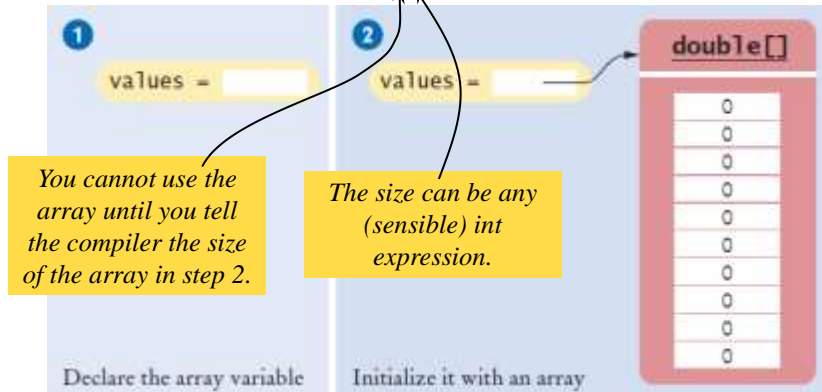 1
values =
You cannot use the
array until you tell
the compiler the size
of the array in step 2.
Declare the array variable
2
values =
The size can be any
(sensible) int
expression.
Initialize it with an array
double[]
0
0
0
0
0
0
0
0
0
0